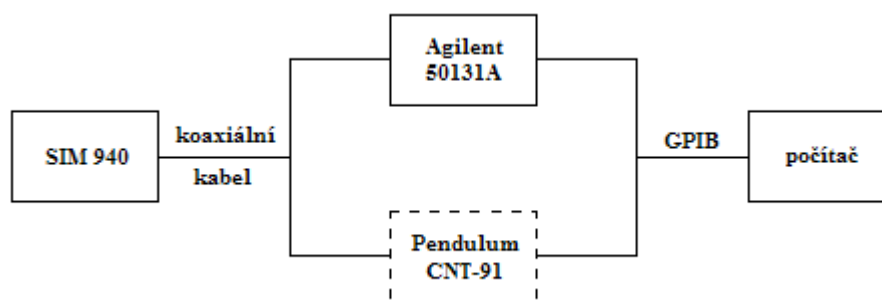 Agilent
50131A
SIM 940
koaxiální
kabel
GPIB
počítač
Pendulum
CNT-91